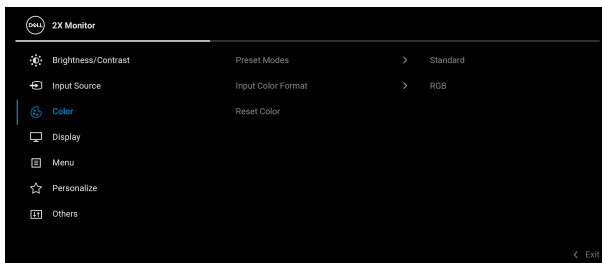 DELL 2X Monitor
Brightness/Contrast Preset Modes > Standard
Input Source Input Color Format > RGB
Color Reset Color
Display
Menu
Personalize
Others
< Exit